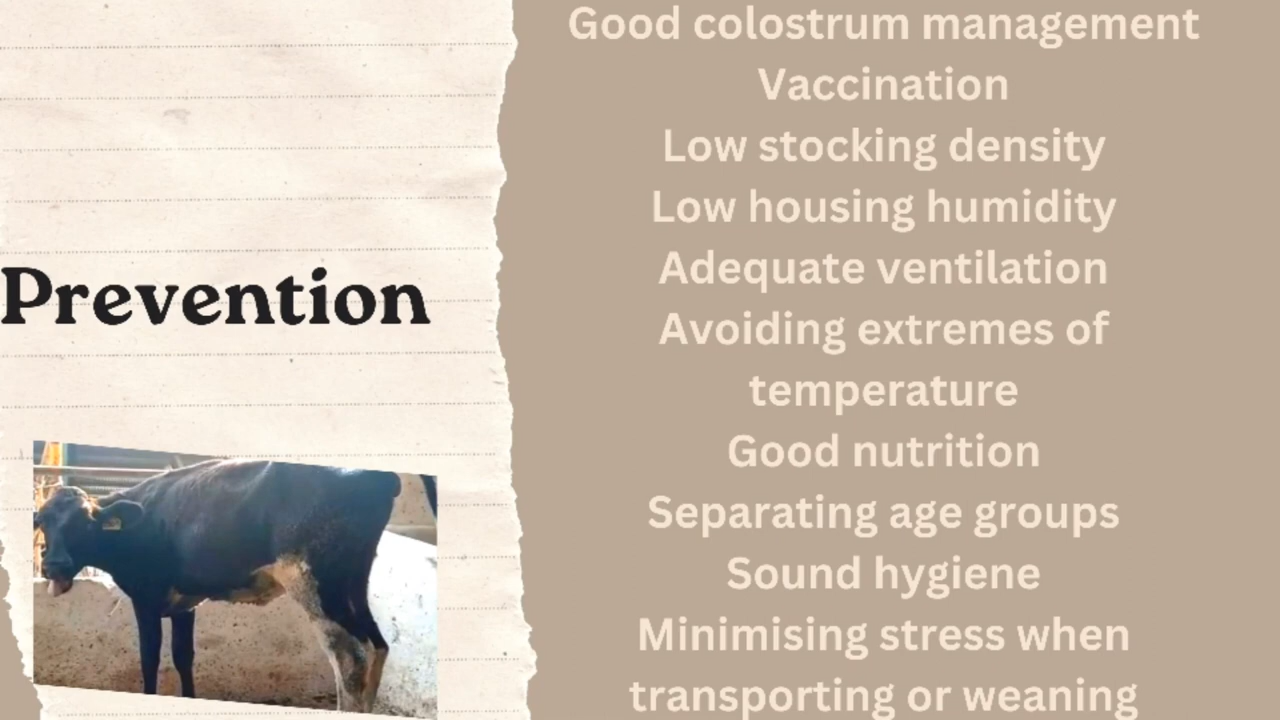 Prevention
Good colostrum management
Vaccination
Low stocking density
Low housing humidity
Adequate ventilation
Avoiding extremes of
temperature
Good nutrition
Separating age groups
Sound hygiene
Minimising stress when
transporting or weaning